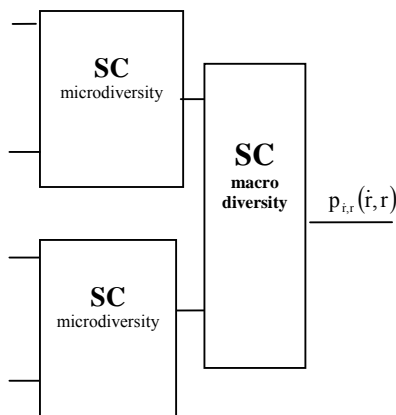 SC
microdiversity
SC
macro
diversity
p_{ṙ,r}(ṙ, r)
SC
microdiversity